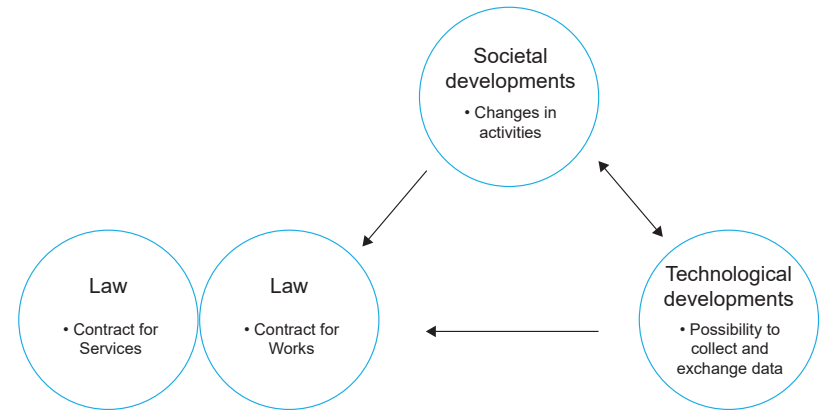 Societal
developments
• Changes in
activities
Law
• Contract for
Services
Law
• Contract for
Works
Technological
developments
• Possibility to
collect and
exchange data